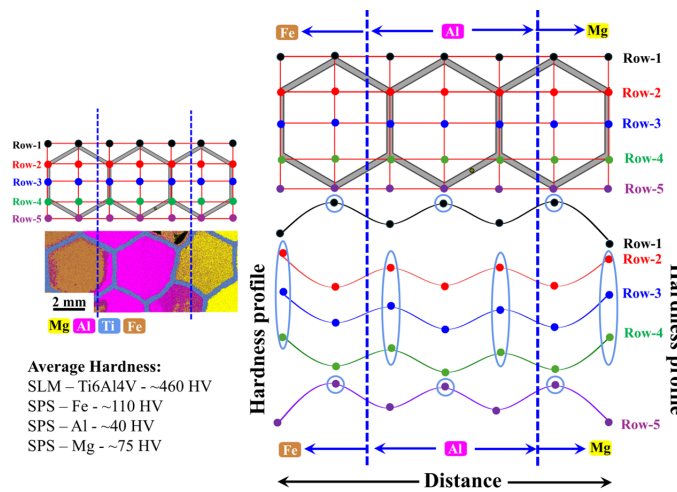 Fe
Al
Mg
Row-1
Row-2
Row-3
Row-4
Row-5
Row-1
Row-2
Row-3
Row-4
Row-5
2 mm
Mg Al Ti Fe
Average Hardness:
SLM – Ti6Al4V - ~460 HV
SPS – Fe - ~110 HV
SPS – Al - ~40 HV
SPS – Mg - ~75 HV
Hardness profile
Row-1
Row-2
Row-3
Row-4
Row-5
Hardness profile
Fe
Al
Mg
Distance